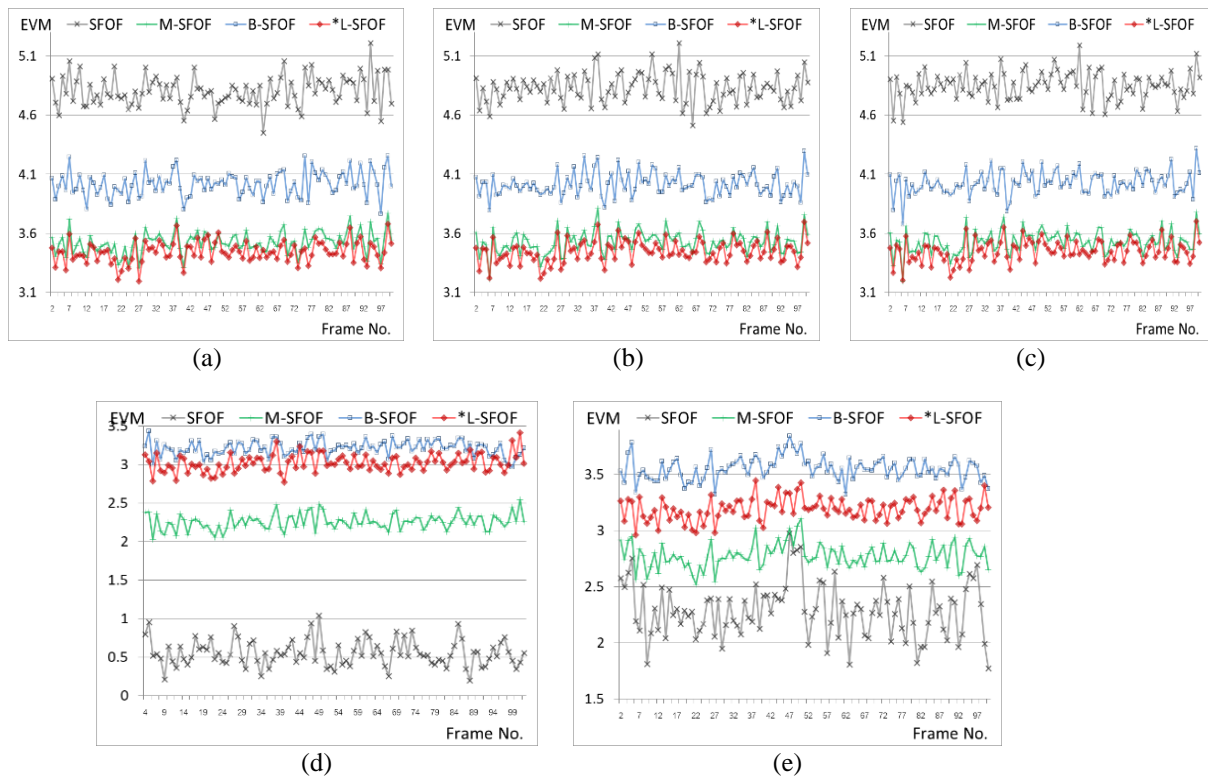 EVM SFOF M-SFOF B-SFOF *L-SFOF
5.1
4.6
4.1
3.6
3.1
2 7 12 17 22 27 32 37 42 47 52 57 62 67 72 77 82 87 92 97
Frame No.
(a)
EVM SFOF M-SFOF B-SFOF *L-SFOF
5.1
4.6
4.1
3.6
3.1
2 7 12 17 22 27 32 37 42 47 52 57 62 67 72 77 82 87 92 97
Frame No.
(b)
EVM SFOF M-SFOF B-SFOF *L-SFOF
5.1
4.6
4.1
3.6
3.1
2 7 12 17 22 27 32 37 42 47 52 57 62 67 72 77 82 87 92 97
Frame No.
(c)
EVM SFOF M-SFOF B-SFOF *L-SFOF
3.5
3
2.5
2
1.5
1
0.5
0
4 9 14 19 24 29 34 39 44 49 54 59 64 69 74 79 84 89 94 99
Frame No.
(d)
EVM SFOF M-SFOF B-SFOF *L-SFOF
3.5
3
2.5
2
1.5
2 7 12 17 22 27 32 37 42 47 52 57 62 67 72 77 82 87 92 97
Frame No.
(e)